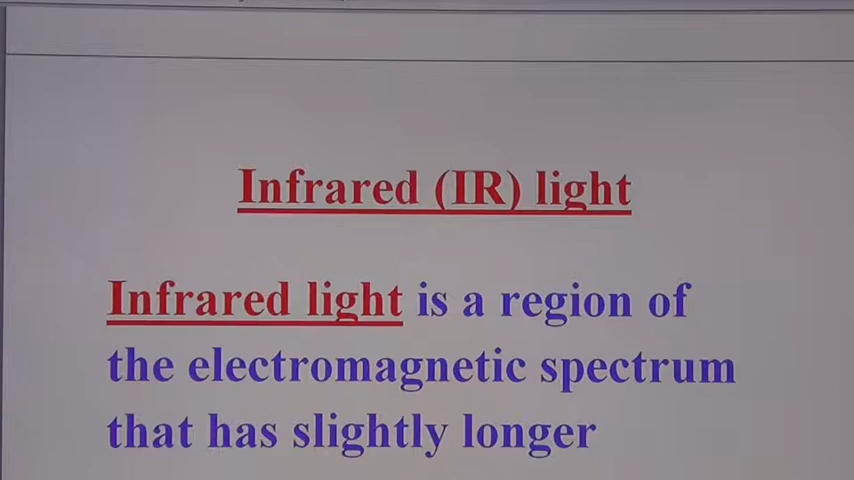 Infrared (IR) light
Infrared light is a region of
the electromagnetic spectrum
that has slightly longer